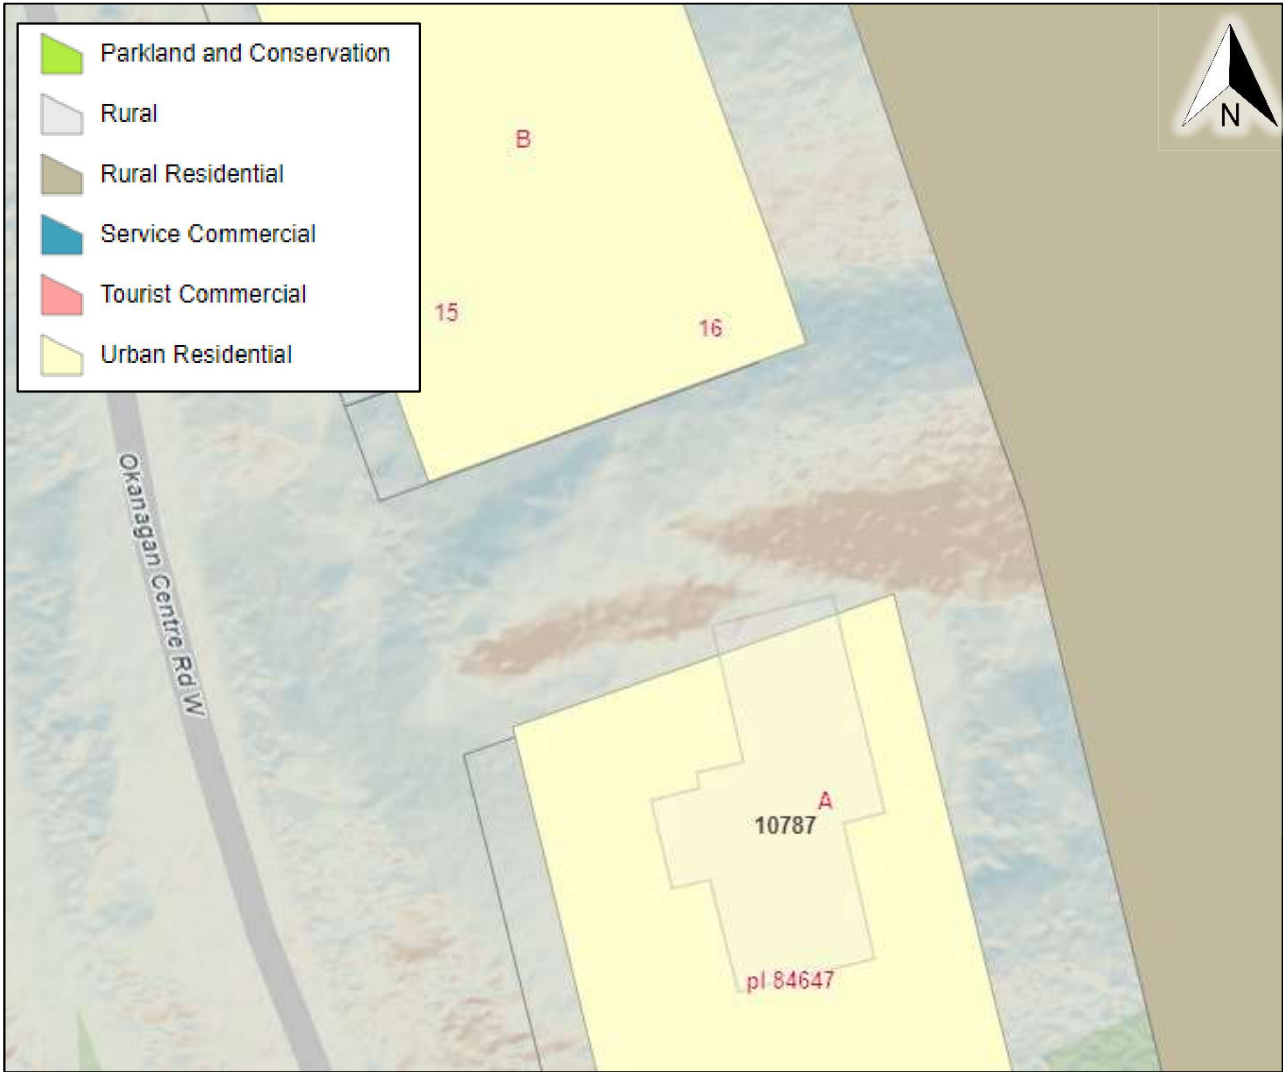 Parkland and Conservation
Rural
Rural Residential
Service Commercial
Tourist Commercial
Urban Residential
N
B
15
16
Okanagan Centre Rd W
A
10787
pl 84647